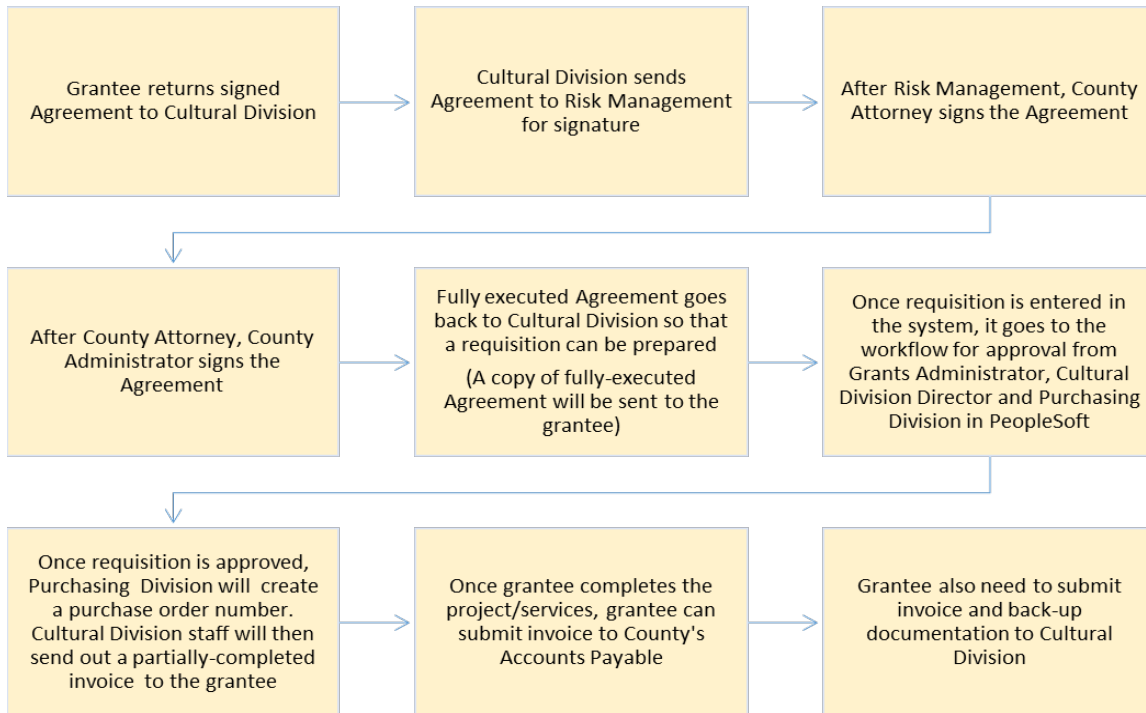 Grantee returns signed
Agreement to Cultural Division
Cultural Division sends
Agreement to Risk Management
for signature
After Risk Management, County
Attorney signs the Agreement
After County Attorney, County
Administrator signs the
Agreement
Fully executed Agreement goes
back to Cultural Division so that
a requisition can be prepared
(A copy of fully-executed
Agreement will be sent to the
grantee)
Once requisition is entered in
the system, it goes to the
workflow for approval from
Grants Administrator, Cultural
Division Director and Purchasing
Division in PeopleSoft
Once requisition is approved,
Purchasing Division will create
a purchase order number.
Cultural Division staff will then
send out a partially-completed
invoice to the grantee
Once grantee completes the
project/services, grantee can
submit invoice to County's
Accounts Payable
Grantee also need to submit
invoice and back-up
documentation to Cultural
Division